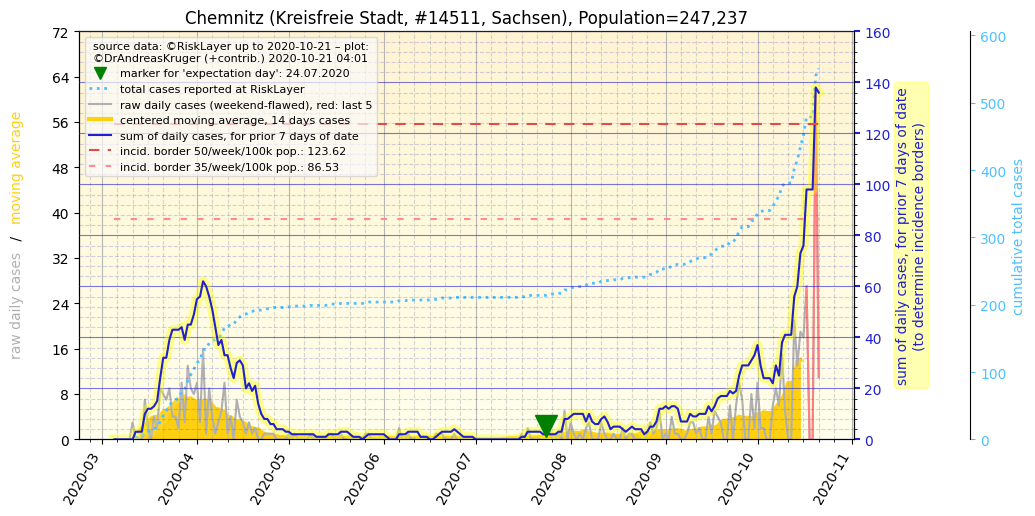 Chemnitz (Kreisfreie Stadt, #14511, Sachsen), Population=247,237
source data: ©RiskLayer up to 2020-10-21 – plot:
©DrAndreasKruger (+contrib.) 2020-10-21 04:01
marker for 'expectation day': 24.07.2020
total cases reported at RiskLayer
raw daily cases (weekend-flawed), red: last 5
centered moving average, 14 days cases
sum of daily cases, for prior 7 days of date
incid. border 50/week/100k pop.: 123.62
incid. border 35/week/100k pop.: 86.53
raw daily cases / moving average
72
64
56
48
40
32
24
16
8
0
2020-03
2020-04
2020-05
2020-06
2020-07
2020-08
2020-09
2020-10
2020-11
160
140
120
100
80
60
40
20
0
sum of daily cases, for prior 7 days of date
(to determine incidence borders)
600
500
400
300
200
100
0
cumulative total cases